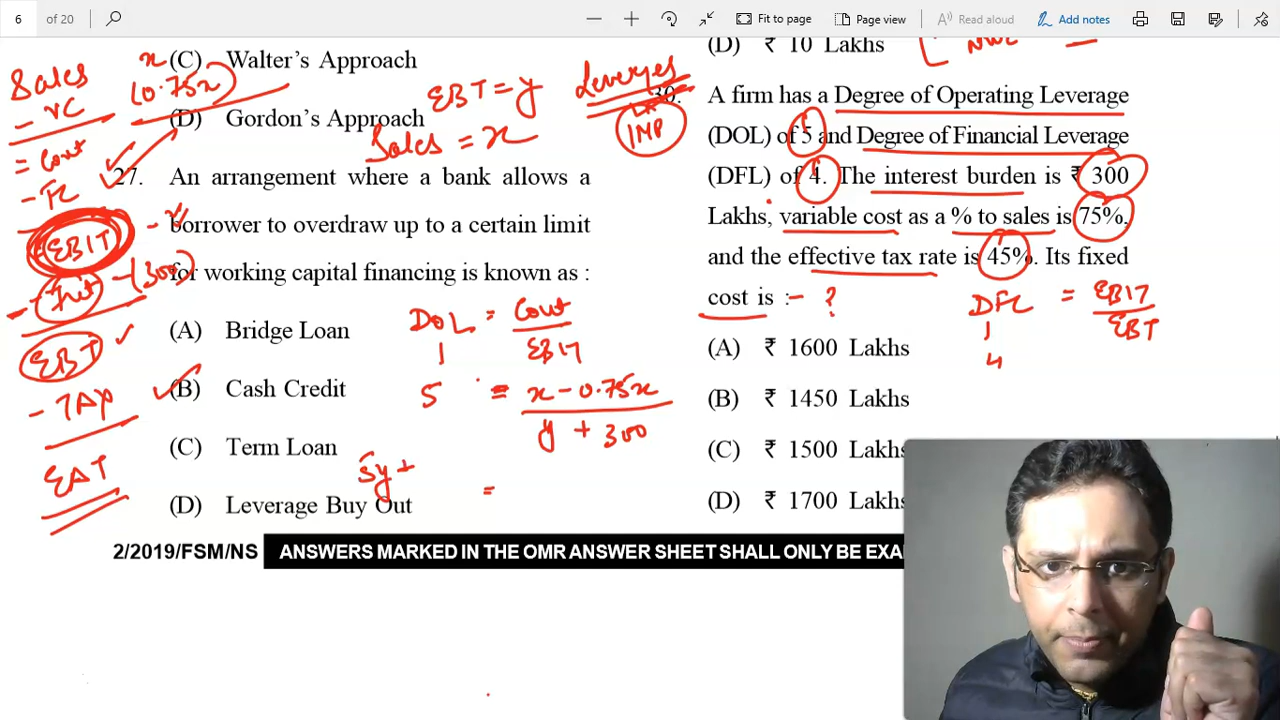 6 of 20
Fit to page
Page view
Read aloud
Add notes
(C) Walter's Approach
(D) Gordon's Approach
27. An arrangement where a bank allows a
borrower to overdraw up to a certain limit
for working capital financing is known as :
(A) Bridge Loan
(B) Cash Credit
(C) Term Loan
(D) Leverage Buy Out
Sales x
- VC (0.75x)
= Cont
- FC
= EBIT
- Int - (300)
EBT
- TAX
EAT
EBT = y
Sales = x
DOL = Cont
EBIT
5 = x - 0.75x
y + 300
5y +
=
(D) ₹ 10 Lakhs
NWC
Leverages
IMP
30. A firm has a Degree of Operating Leverage
(DOL) of 5 and Degree of Financial Leverage
(DFL) of 4. The interest burden is ₹ 300
Lakhs, variable cost as a % to sales is 75%,
and the effective tax rate is 45%. Its fixed
cost is :- ?
DFL = EBIT
EBT
4
(A) ₹ 1600 Lakhs
(B) ₹ 1450 Lakhs
(C) ₹ 1500 Lakhs
(D) ₹ 1700 Lakhs
2/2019/FSM/NS ANSWERS MARKED IN THE OMR ANSWER SHEET SHALL ONLY BE